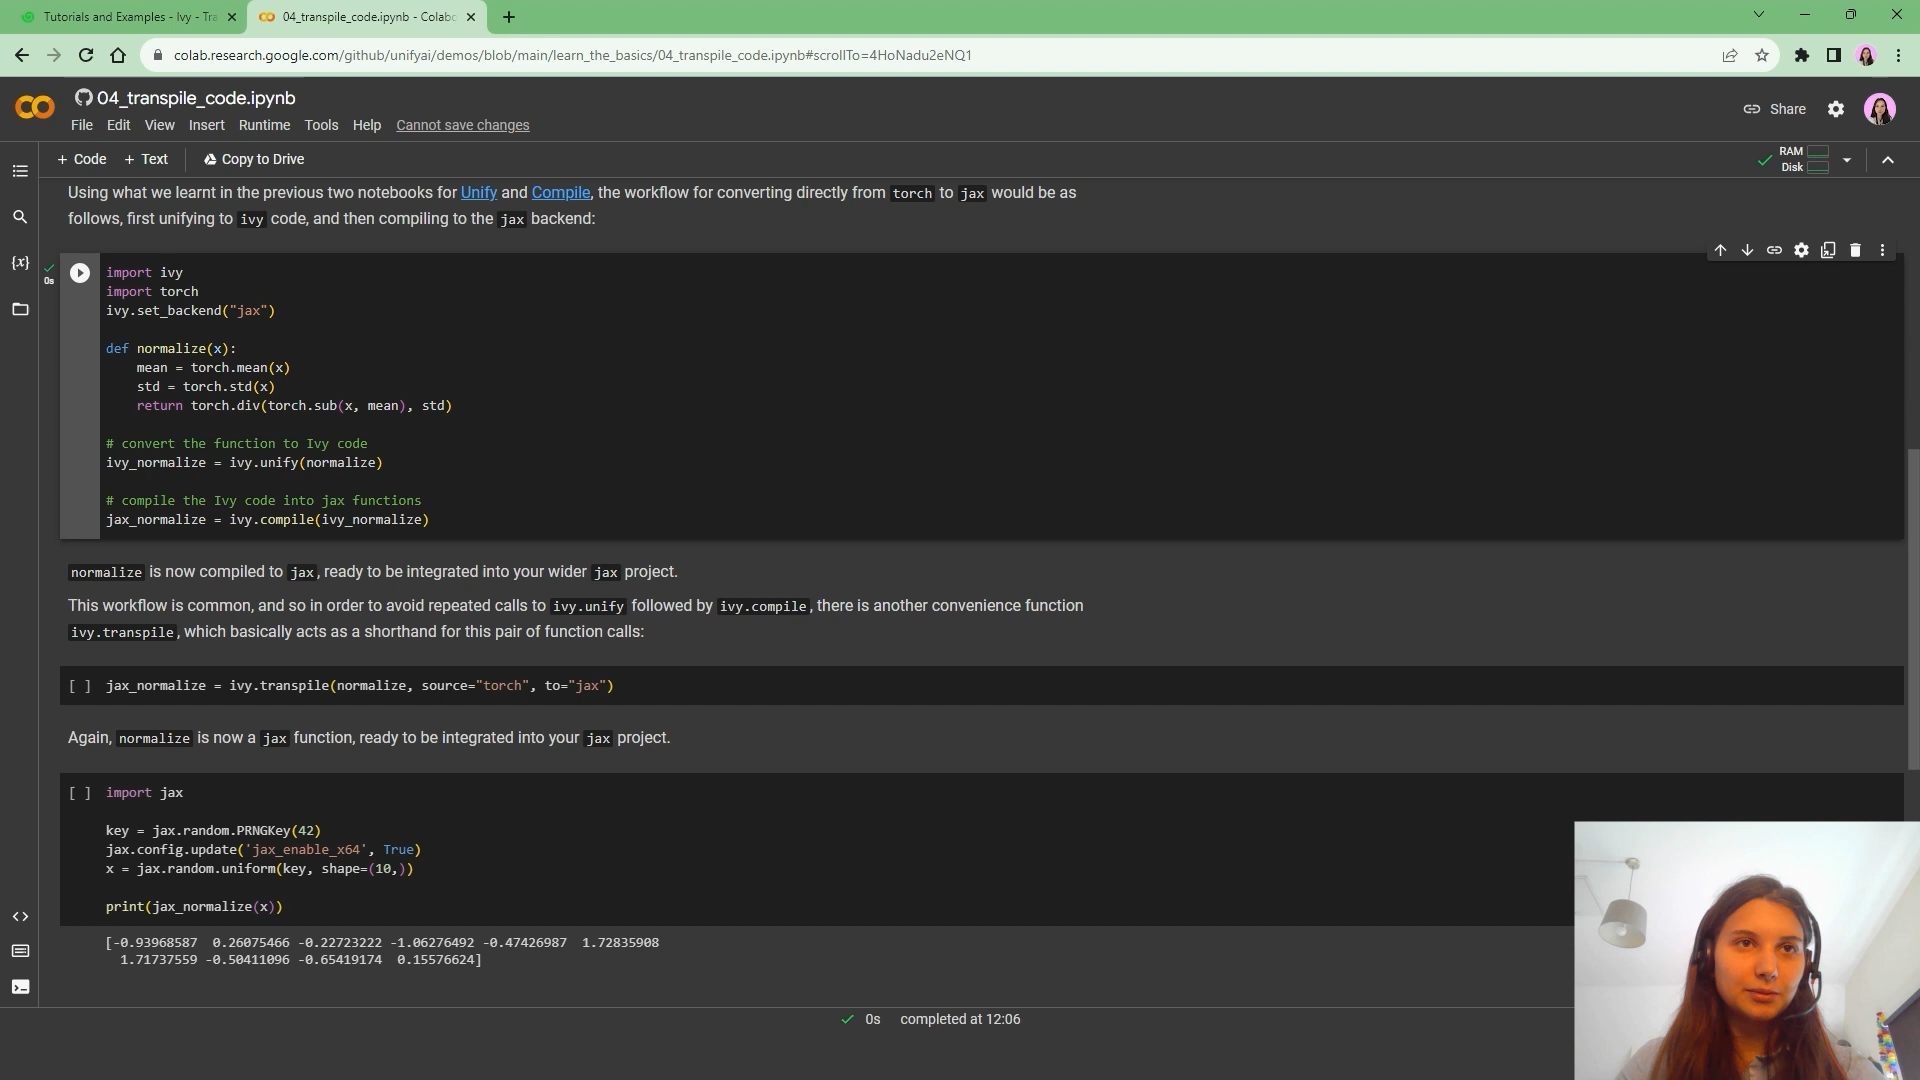 Tutorials and Examples - Ivy - Tra
04_transpile_code.ipynb - Colabo
colab.research.google.com/github/unifyai/demos/blob/main/learn_the_basics/04_transpile_code.ipynb#scrollTo=4HoNadu2eNQ1
04_transpile_code.ipynb
File Edit View Insert Runtime Tools Help Cannot save changes
Share
+ Code + Text Copy to Drive
RAM
Disk
Using what we learnt in the previous two notebooks for Unify and Compile, the workflow for converting directly from torch to jax would be as
follows, first unifying to ivy code, and then compiling to the jax backend:
{x}
0s
import ivy
import torch
ivy.set_backend("jax")
def normalize(x):
mean = torch.mean(x)
std = torch.std(x)
return torch.div(torch.sub(x, mean), std)
# convert the function to Ivy code
ivy_normalize = ivy.unify(normalize)
# compile the Ivy code into jax functions
jax_normalize = ivy.compile(ivy_normalize)
normalize is now compiled to jax, ready to be integrated into your wider jax project.
This workflow is common, and so in order to avoid repeated calls to ivy.unify followed by ivy.compile, there is another convenience function
ivy.transpile, which basically acts as a shorthand for this pair of function calls:
[ ] jax_normalize = ivy.transpile(normalize, source="torch", to="jax")
Again, normalize is now a jax function, ready to be integrated into your jax project.
[ ] import jax
key = jax.random.PRNGKey(42)
jax.config.update('jax_enable_x64', True)
x = jax.random.uniform(key, shape=(10,))
print(jax_normalize(x))
[-0.93968587 0.26075466 -0.22723222 -1.06276492 -0.47426987 1.72835908
1.71737559 -0.50411096 -0.65419174 0.15576624]
0s completed at 12:06